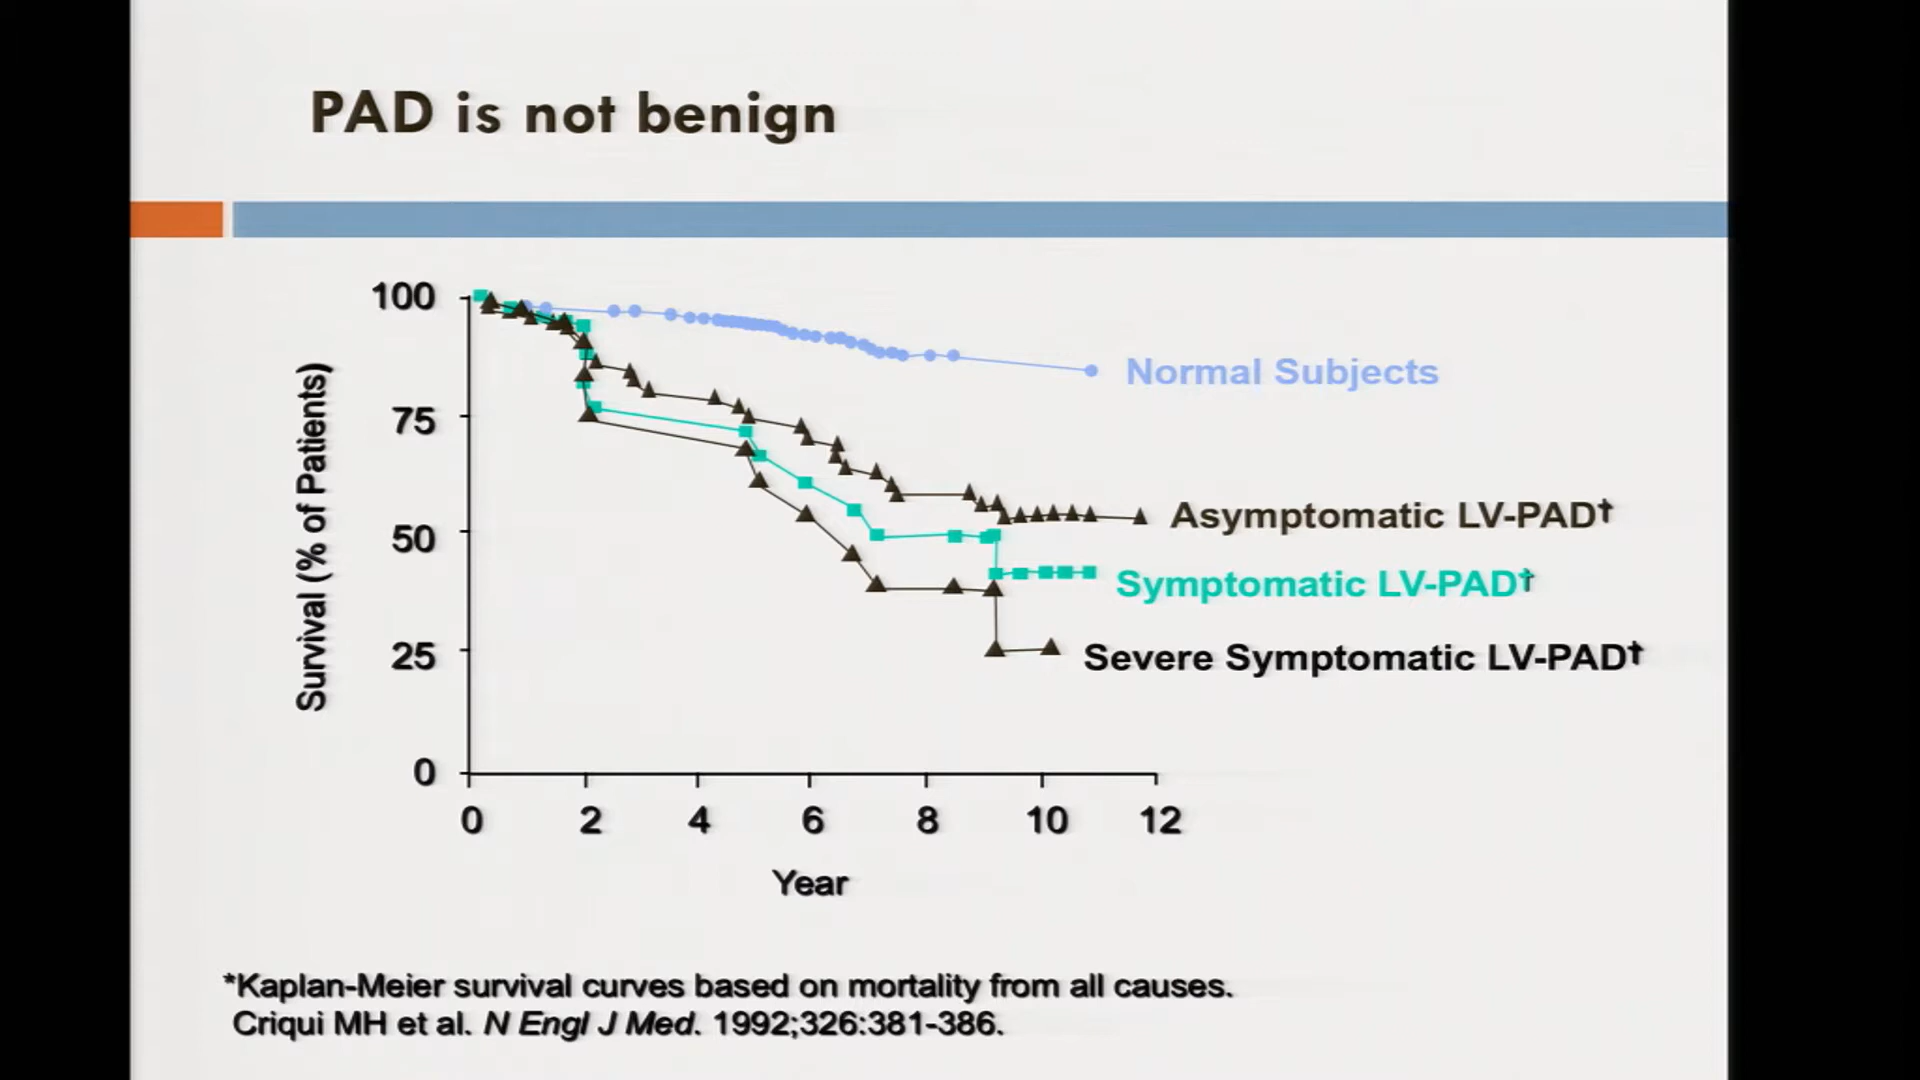 PAD is not benign
100
75
50
25
0
Survival (% of Patients)
Normal Subjects
Asymptomatic LV-PAD†
Symptomatic LV-PAD†
Severe Symptomatic LV-PAD†
0 2 4 6 8 10 12
Year
*Kaplan-Meier survival curves based on mortality from all causes.
Criqui MH et al. N Engl J Med. 1992;326:381-386.